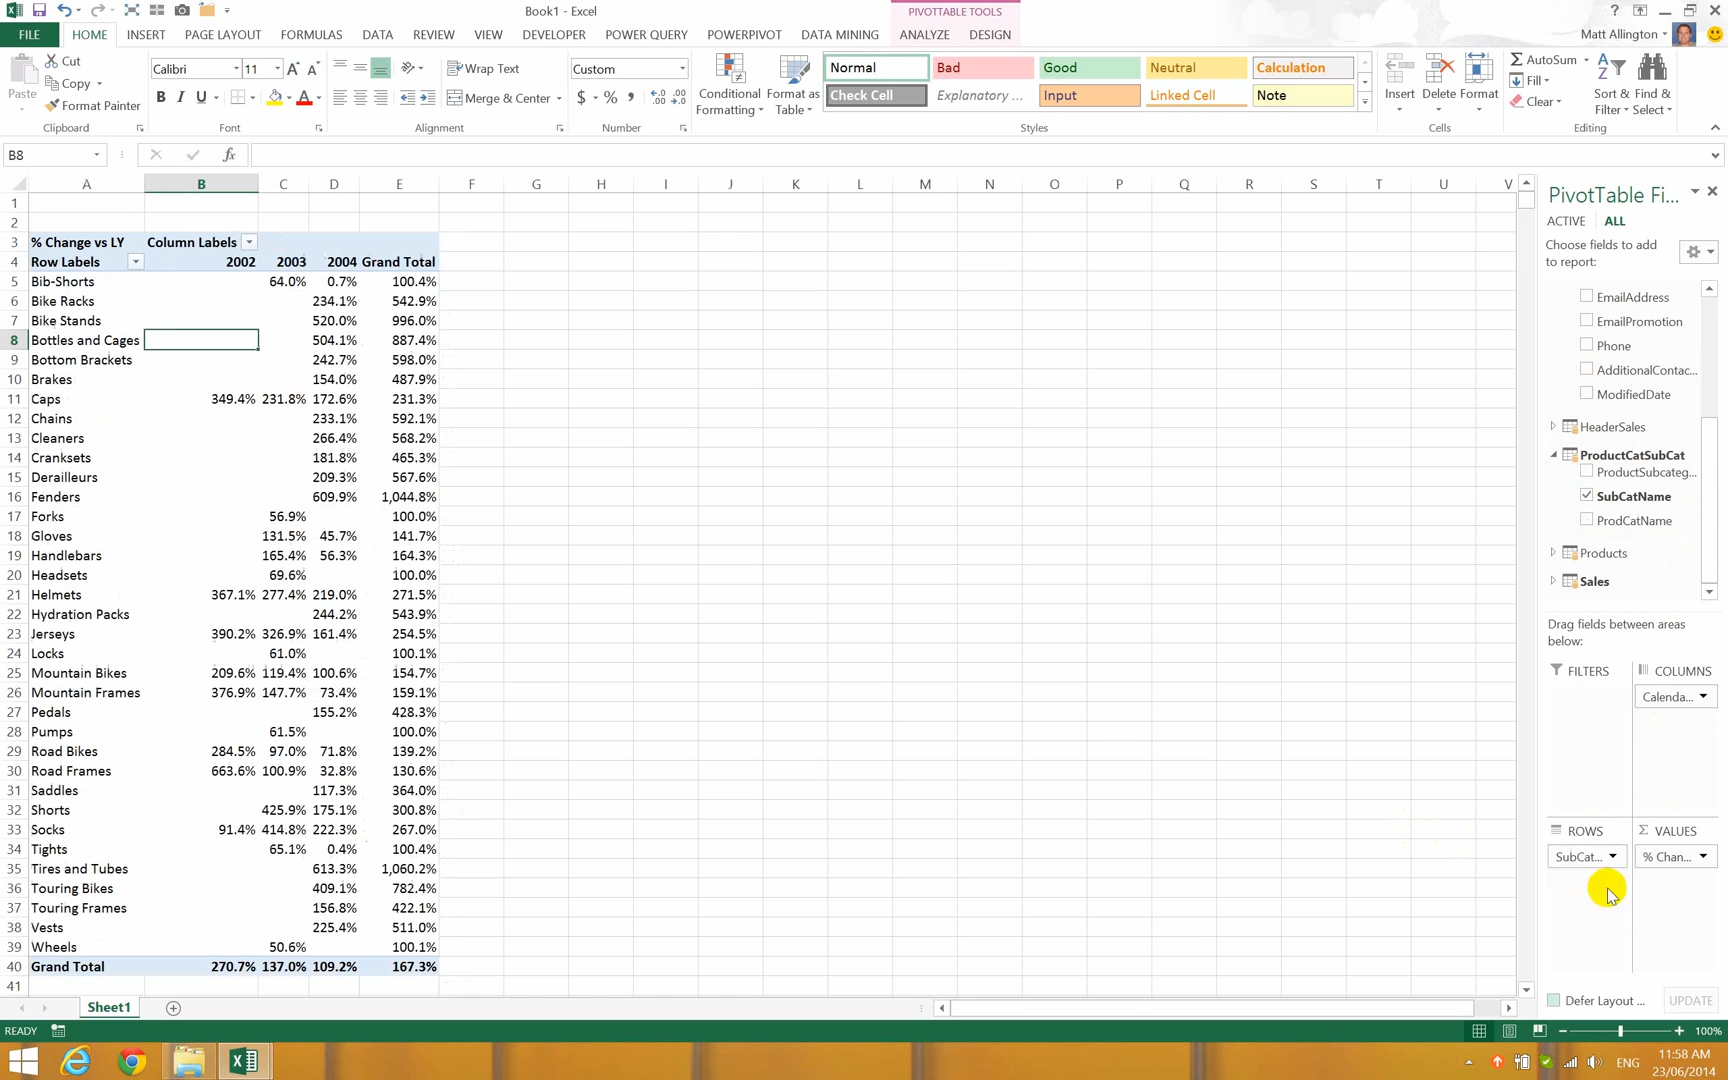 Book1 - Excel
PIVOTTABLE TOOLS
FILE HOME INSERT PAGE LAYOUT FORMULAS DATA REVIEW VIEW DEVELOPER POWER QUERY POWERPIVOT DATA MINING ANALYZE DESIGN
Matt Allington
Paste
Cut
Copy
Format Painter
Clipboard
Calibri 11
B I U
Font
Wrap Text
Merge & Center
Alignment
Custom
$ % ,
Number
Conditional Formatting
Format as Table
Normal Bad Good Neutral Calculation
Check Cell Explanatory ... Input Linked Cell Note
Styles
Insert Delete Format
Cells
AutoSum
Fill
Clear
Sort & Filter
Find & Select
Editing
B8
fx
A B C D E F G H I J K L M N O P Q R S T U V
1
2
3 % Change vs LY Column Labels
4 Row Labels 2002 2003 2004 Grand Total
5 Bib-Shorts 64.0% 0.7% 100.4%
6 Bike Racks 234.1% 542.9%
7 Bike Stands 520.0% 996.0%
8 Bottles and Cages 504.1% 887.4%
9 Bottom Brackets 242.7% 598.0%
10 Brakes 154.0% 487.9%
11 Caps 349.4% 231.8% 172.6% 231.3%
12 Chains 233.1% 592.1%
13 Cleaners 266.4% 568.2%
14 Cranksets 181.8% 465.3%
15 Derailleurs 209.3% 567.6%
16 Fenders 609.9% 1,044.8%
17 Forks 56.9% 100.0%
18 Gloves 131.5% 45.7% 141.7%
19 Handlebars 165.4% 56.3% 164.3%
20 Headsets 69.6% 100.0%
21 Helmets 367.1% 277.4% 219.0% 271.5%
22 Hydration Packs 244.2% 543.9%
23 Jerseys 390.2% 326.9% 161.4% 254.5%
24 Locks 61.0% 100.1%
25 Mountain Bikes 209.6% 119.4% 100.6% 154.7%
26 Mountain Frames 376.9% 147.7% 73.4% 159.1%
27 Pedals 155.2% 428.3%
28 Pumps 61.5% 100.0%
29 Road Bikes 284.5% 97.0% 71.8% 139.2%
30 Road Frames 663.6% 100.9% 32.8% 130.6%
31 Saddles 117.3% 364.0%
32 Shorts 425.9% 175.1% 300.8%
33 Socks 91.4% 414.8% 222.3% 267.0%
34 Tights 65.1% 0.4% 100.4%
35 Tires and Tubes 613.3% 1,060.2%
36 Touring Bikes 409.1% 782.4%
37 Touring Frames 156.8% 422.1%
38 Vests 225.4% 511.0%
39 Wheels 50.6% 100.1%
40 Grand Total 270.7% 137.0% 109.2% 167.3%
41
PivotTable Fi...
ACTIVE ALL
Choose fields to add
to report:
EmailAddress
EmailPromotion
Phone
AdditionalContac...
ModifiedDate
HeaderSales
ProductCatSubCat
ProductSubcateg...
SubCatName
ProdCatName
Products
Sales
Drag fields between areas
below:
FILTERS COLUMNS
Calenda...
ROWS Σ VALUES
SubCat... % Chan...
Defer Layout ... UPDATE
Sheet1
READY
100%
ENG
11:58 AM
23/06/2014